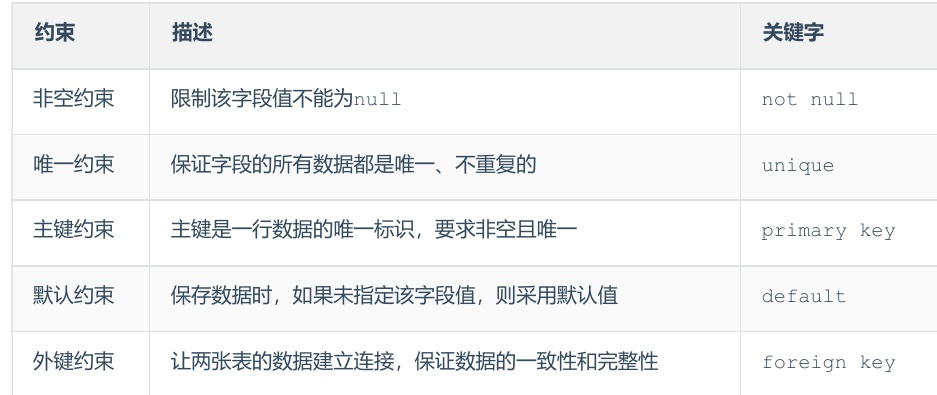 约束 描述 关键字
非空约束 限制该字段值不能为null not null
唯一约束 保证字段的所有数据都是唯一、不重复的 unique
主键约束 主键是一行数据的唯一标识，要求非空且唯一 primary key
默认约束 保存数据时，如果未指定该字段值，则采用默认值 default
外键约束 让两张表的数据建立连接，保证数据的一致性和完整性 foreign key